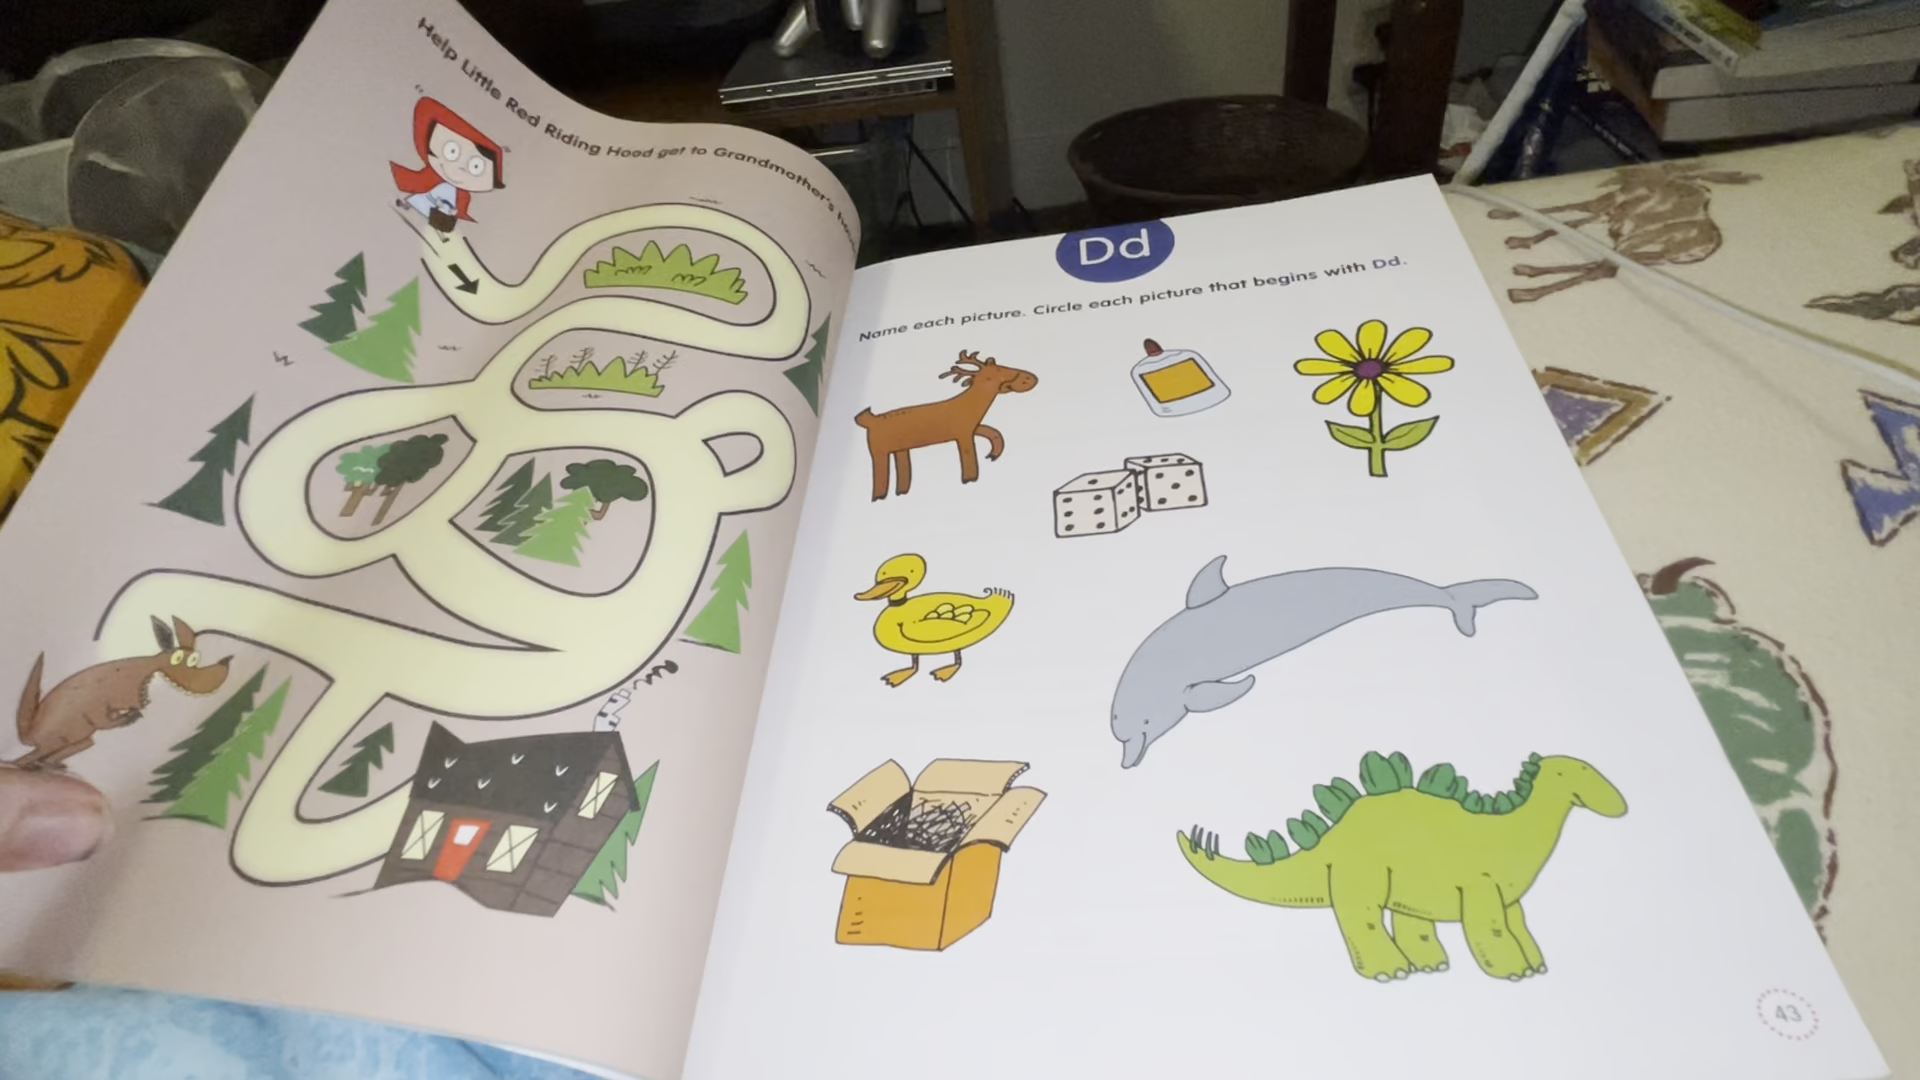 Help Little Red Riding Hood get to Grandmother's
Dd
Name each picture. Circle each picture that begins with Dd.
43